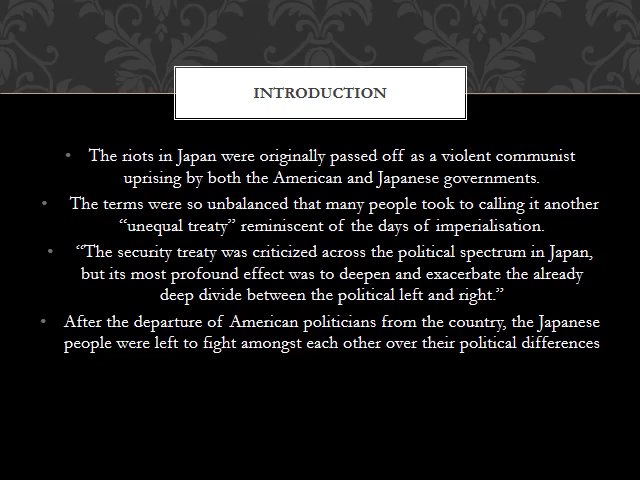 INTRODUCTION
• The riots in Japan were originally passed off as a violent communist
uprising by both the American and Japanese governments.
• The terms were so unbalanced that many people took to calling it another
“unequal treaty” reminiscent of the days of imperialisation.
• “The security treaty was criticized across the political spectrum in Japan,
but its most profound effect was to deepen and exacerbate the already
deep divide between the political left and right.”
• After the departure of American politicians from the country, the Japanese
people were left to fight amongst each other over their political differences